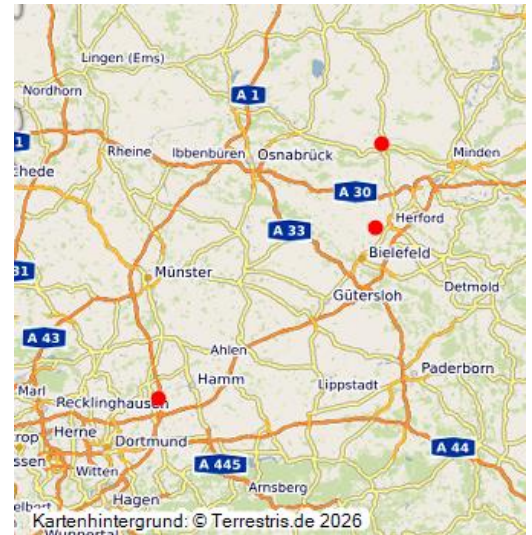 Lingen (Ems)
Nordhorn
A 1
Rheine
Ibbenbüren
Osnabrück
Minden
A 30
Herford
A 33
Bielefeld
31
Münster
Gütersloh
Detmold
A 43
Ahlen
Paderborn
Marl
Hamm
Lippstadt
Recklinghausen
Herne
Dortmund
A 44
Witten
A 445
Hagen
Arnsberg
Kartenhintergrund: © Terrestris.de 2026